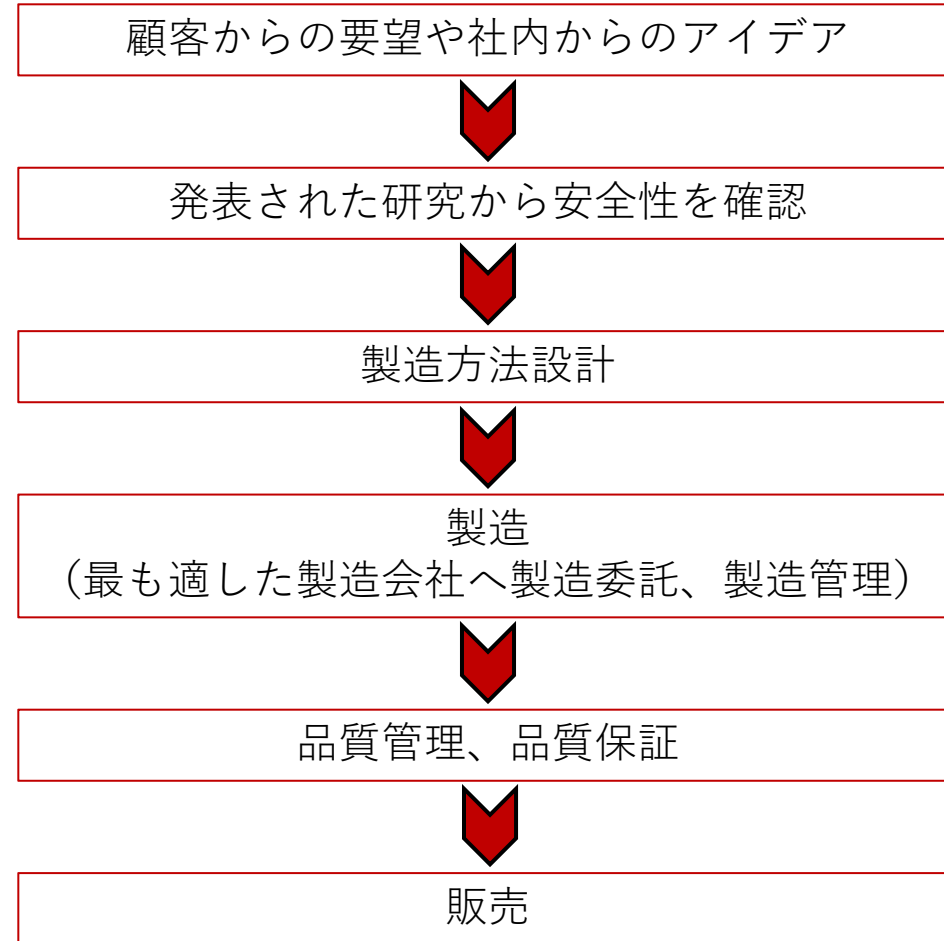 顧客からの要望や社内からのアイデア
発表された研究から安全性を確認
製造方法設計
製造
（最も適した製造会社へ製造委託、製造管理）
品質管理、品質保証
販売